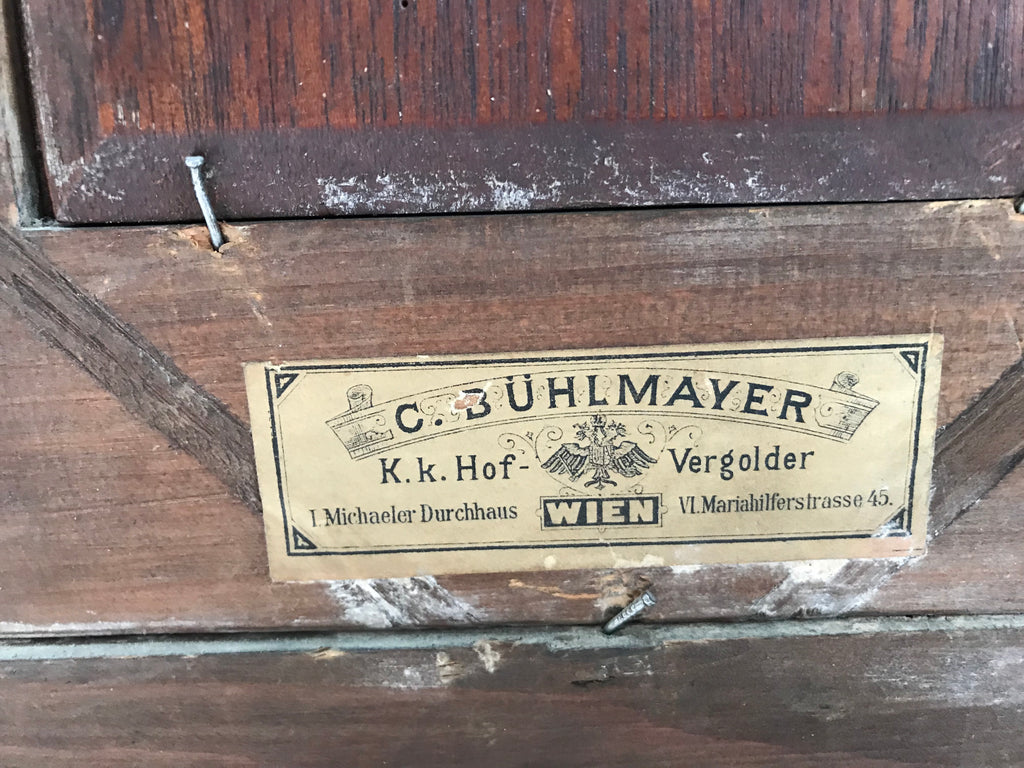 C. BÜHLMAYER
K. k. Hof- Vergolder
I. Michaeler Durchhaus WIEN VI. Mariahilferstrasse 45.